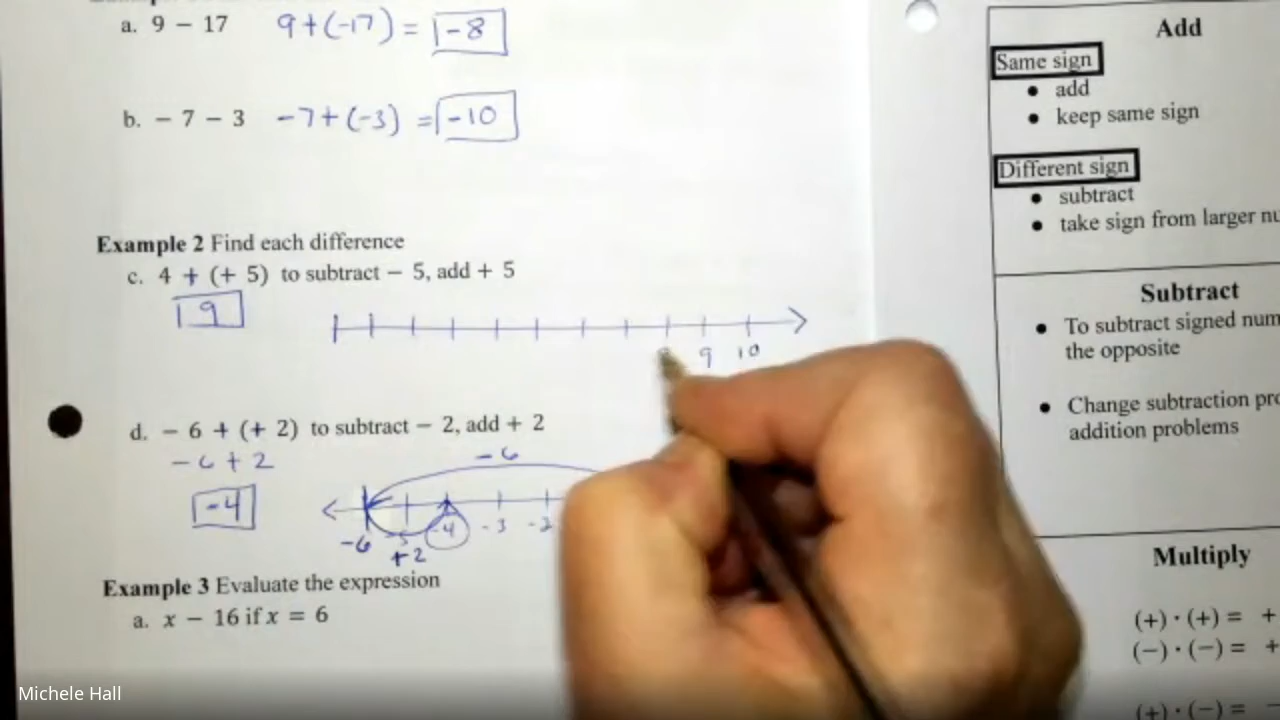 a. 9 − 17 9+(-17) = -8
b. − 7 − 3 -7+(-3) = -10
Example 2 Find each difference
c. 4 + (+ 5) to subtract − 5, add + 5
9
9 10
d. − 6 + (+ 2) to subtract − 2, add + 2
-6+2
-6
-4
-6 -4 -3 -2
+2
Example 3 Evaluate the expression
a. x − 16 if x = 6
Add
Same sign
● add
● keep same sign
Different sign
● subtract
● take sign from larger
Subtract
● To subtract signed
the opposite
● Change subtraction
addition problems
Multiply
(+) · (+) = +
(−) · (−) = +
(+) · (−) =
Michele Hall